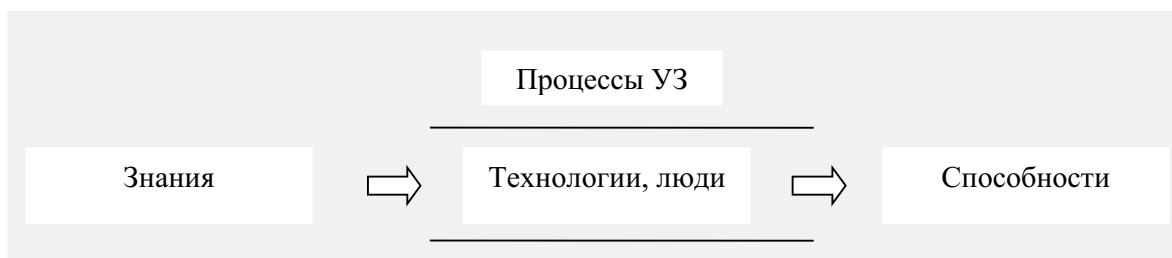 Процессы УЗ
Знания
Технологии, люди
Способности